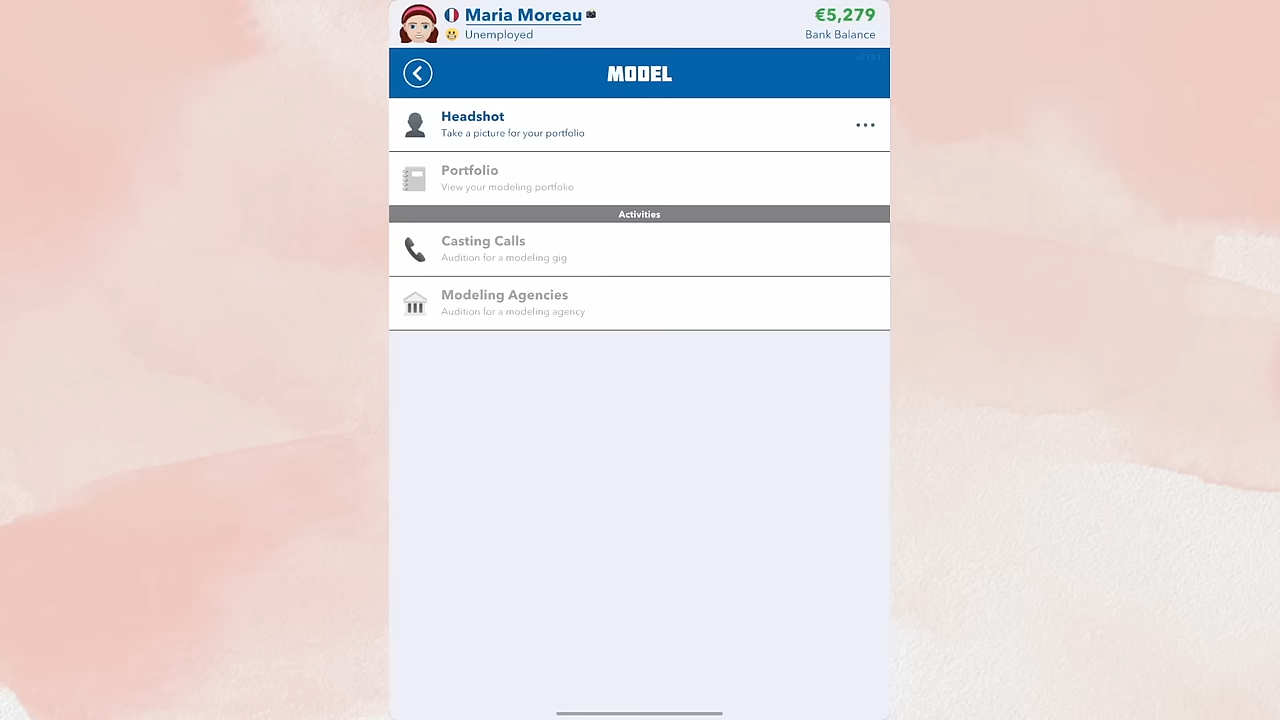 Maria Moreau
€5,279
Unemployed
Bank Balance
MODEL
Headshot
Take a picture for your portfolio
Portfolio
View your modeling portfolio
Activities
Casting Calls
Audition for a modeling gig
Modeling Agencies
Audition for a modeling agency